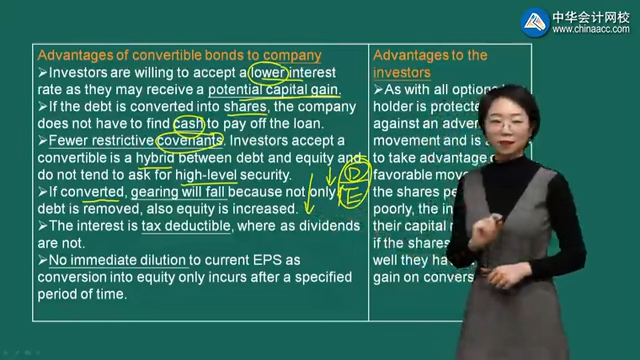 中华会计网校
www.chinaacc.com
Advantages of convertible bonds to company
➢Investors are willing to accept a lower interest
rate as they may receive a potential capital gain.
➢If the debt is converted into shares, the company
does not have to find cash to pay off the loan.
➢Fewer restrictive covenants. Investors accept a
convertible is a hybrid between debt and equity and
do not tend to ask for high-level security.
➢If converted, gearing will fall because not only
debt is removed, also equity is increased.
➢The interest is tax deductible, where as dividends
are not.
➢No immediate dilution to current EPS as
conversion into equity only incurs after a specified
period of time.
D
E
Advantages to the
investors
➢As with all option
holder is protected
against an adver
movement and is a
to take advantage o
favorable mov
the shares pe
poorly, the in
their capital r
if the shares
well they ha
gain on convers